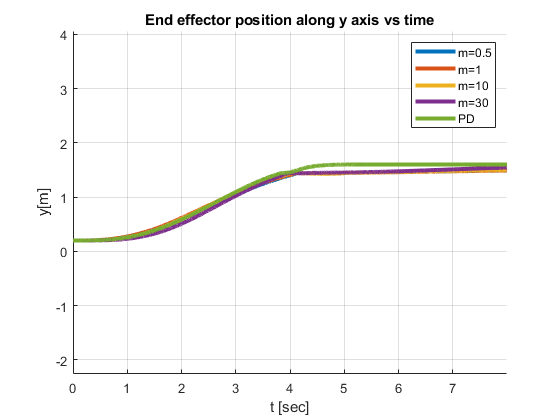 End effector position along y axis vs time
m=0.5
m=1
m=10
m=30
PD
4
3
2
1
0
-1
-2
y[m]
0 1 2 3 4 5 6 7
t [sec]